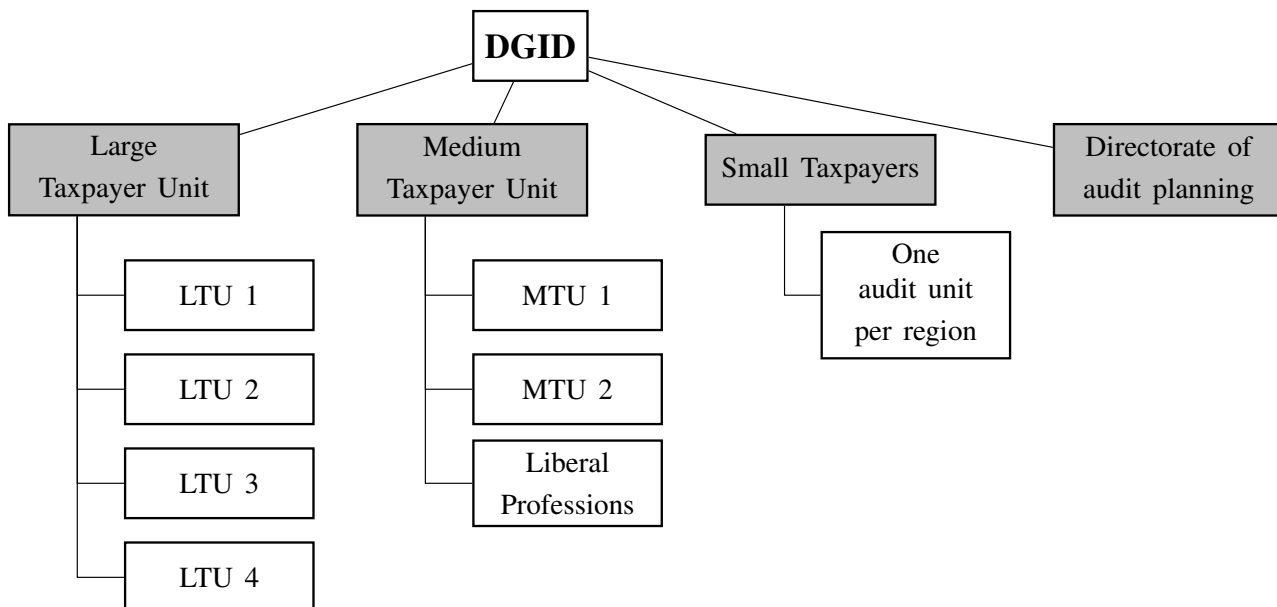 DGID
Large
Taxpayer Unit
Medium
Taxpayer Unit
Small Taxpayers
Directorate of
audit planning
LTU 1
LTU 2
LTU 3
LTU 4
MTU 1
MTU 2
Liberal
Professions
One
audit unit
per region